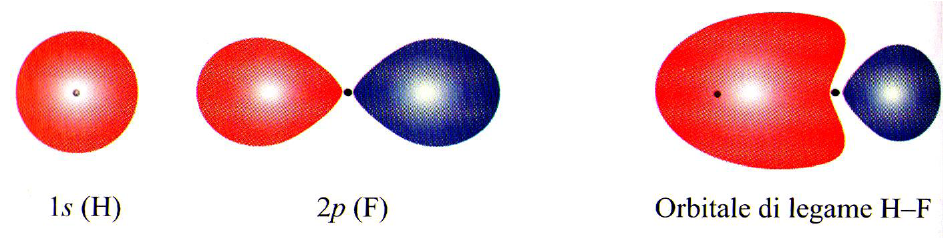 1s (H)
2p (F)
Orbitale di legame H–F